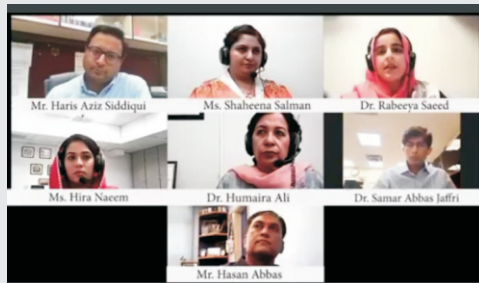 Mr. Haris Aziz Siddiqui
Ms. Shaheena Salman
Dr. Rabeeya Saeed
Ms. Hira Naeem
Dr. Humaira Ali
Dr. Samar Abbas Jaffri
Mr. Hasan Abbas